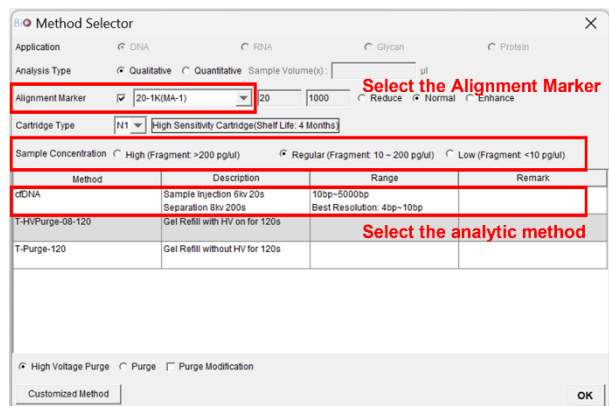 BiO Method Selector
Application DNA RNA Glycan Protein
Analysis Type Qualitative Quantitative Sample Volume(x) : µl
Select the Alignment Marker
Alignment Marker 20-1K(MA-1) 20 1000 Reduce Normal Enhance
Cartridge Type N1 High Sensitivity Cartridge(Shelf Life: 4 Months)
Sample Concentration High (Fragment: >200 pg/ul) Regular (Fragment: 10 ~ 200 pg/ul) Low (Fragment: <10 pg/ul)
Method Description Range Remark
cfDNA Sample Injection 6kv 20s 10bp~5000bp
Separation 8kv 200s Best Resolution: 4bp~10bp
T-HVPurge-08-120 Gel Refill with HV on for 120s
Select the analytic method
T-Purge-120 Gel Refill without HV for 120s
High Voltage Purge Purge Purge Modification
Customized Method OK